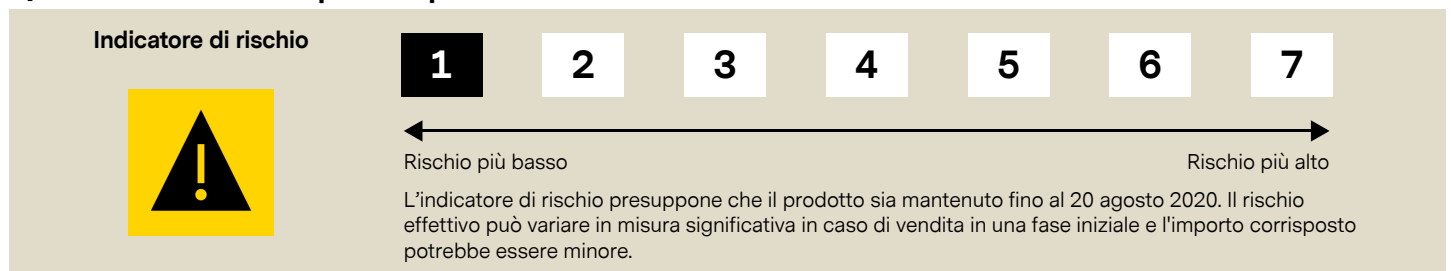 Indicatore di rischio
1 2 3 4 5 6 7
Rischio più basso Rischio più alto
L'indicatore di rischio presuppone che il prodotto sia mantenuto fino al 20 agosto 2020. Il rischio
effettivo può variare in misura significativa in caso di vendita in una fase iniziale e l'importo corrisposto
potrebbe essere minore.